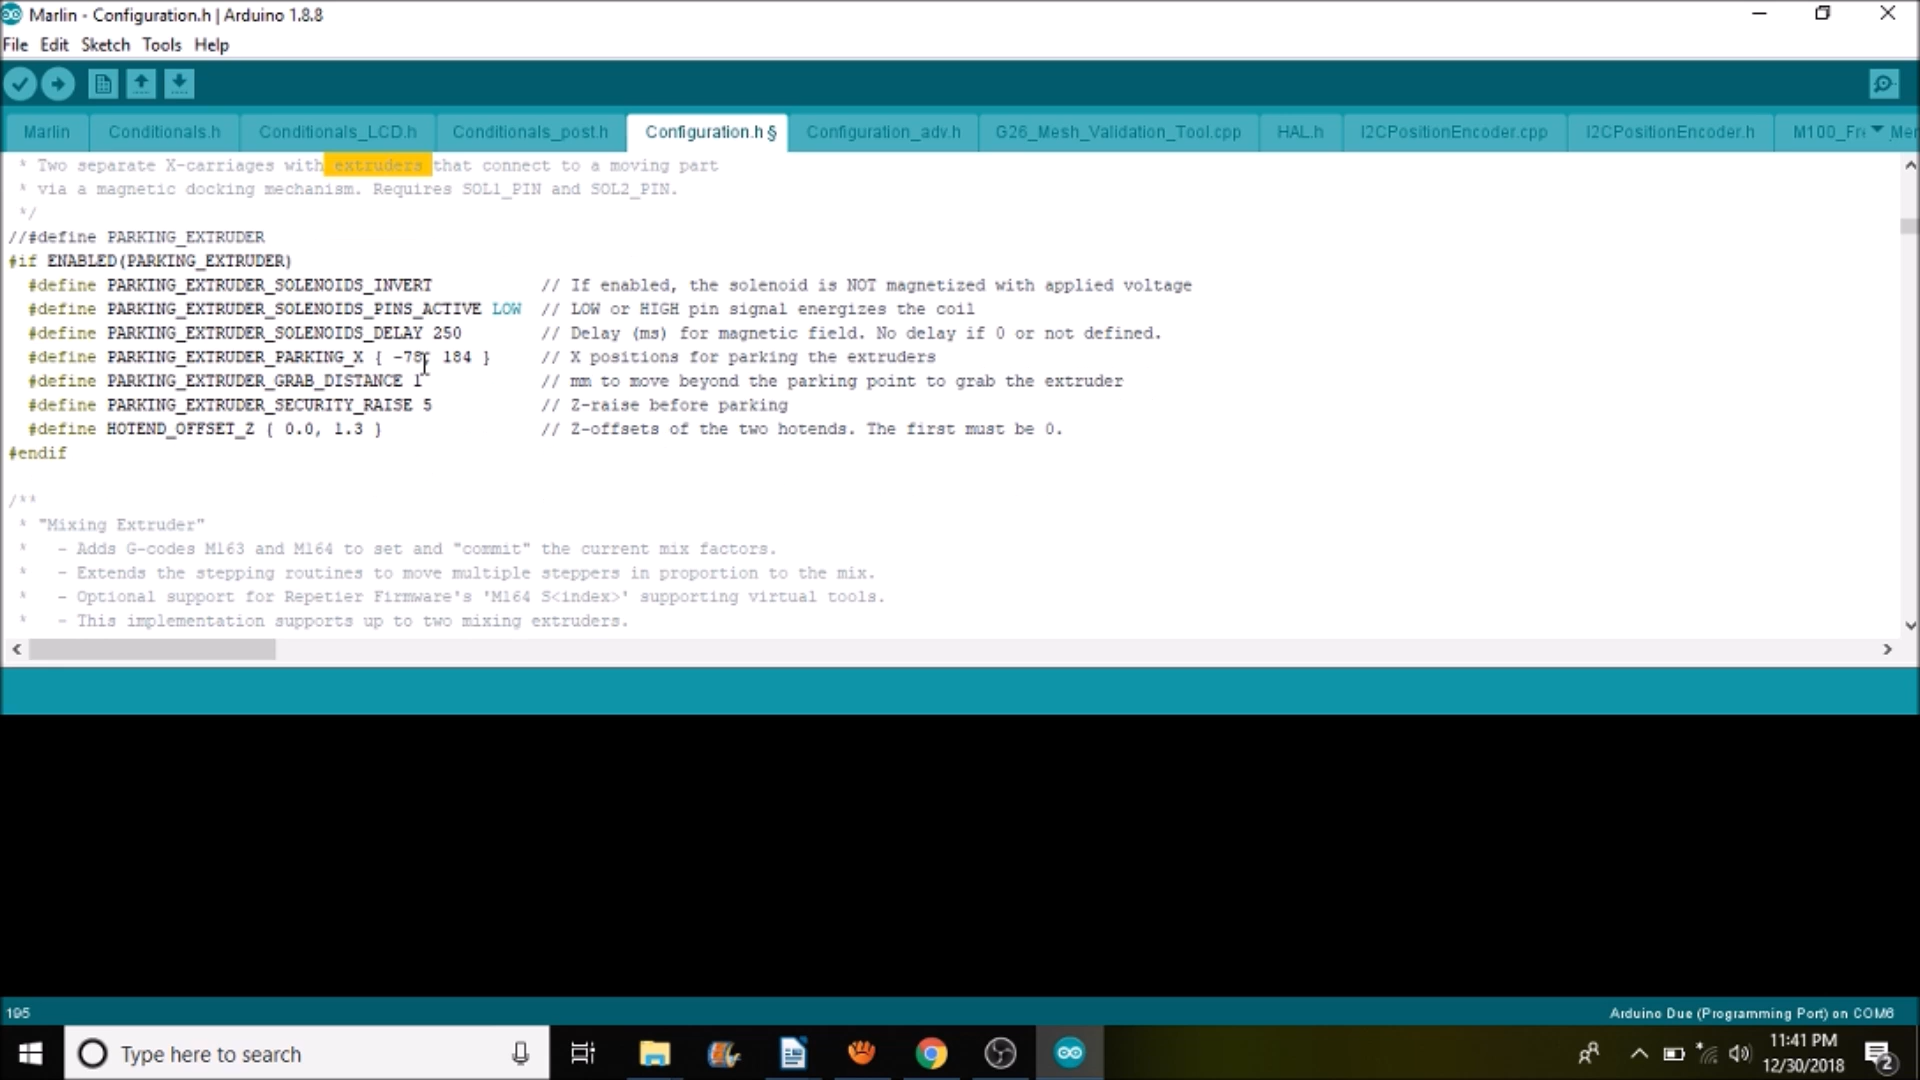 Marlin - Configuration.h | Arduino 1.8.8
File Edit Sketch Tools Help
Marlin Conditionals.h Conditionals_LCD.h Conditionals_post.h Configuration.h § Configuration_adv.h G26_Mesh_Validation_Tool.cpp HAL.h I2CPositionEncoder.cpp I2CPositionEncoder.h
* Two separate X-carriages with extruders that connect to a moving part
* via a magnetic docking mechanism. Requires SOL1_PIN and SOL2_PIN.
*/
//#define PARKING_EXTRUDER
#if ENABLED(PARKING_EXTRUDER)
#define PARKING_EXTRUDER_SOLENOIDS_INVERT // If enabled, the solenoid is NOT magnetized with applied voltage
#define PARKING_EXTRUDER_SOLENOIDS_PINS_ACTIVE LOW // LOW or HIGH pin signal energizes the coil
#define PARKING_EXTRUDER_SOLENOIDS_DELAY 250 // Delay (ms) for magnetic field. No delay if 0 or not defined.
#define PARKING_EXTRUDER_PARKING_X { -78, 184 } // X positions for parking the extruders
#define PARKING_EXTRUDER_GRAB_DISTANCE 1 // mm to move beyond the parking point to grab the extruder
#define PARKING_EXTRUDER_SECURITY_RAISE 5 // Z-raise before parking
#define HOTEND_OFFSET_Z { 0.0, 1.3 } // Z-offsets of the two hotends. The first must be 0.
#endif
/**
* "Mixing Extruder"
* - Adds G-codes M163 and M164 to set and "commit" the current mix factors.
* - Extends the stepping routines to move multiple steppers in proportion to the mix.
* - Optional support for Repetier Firmware's 'M164 S<index>' supporting virtual tools.
* - This implementation supports up to two mixing extruders.
195 Arduino Due (Programming Port) on COM6
Type here to search
11:41 PM
12/30/2018
2